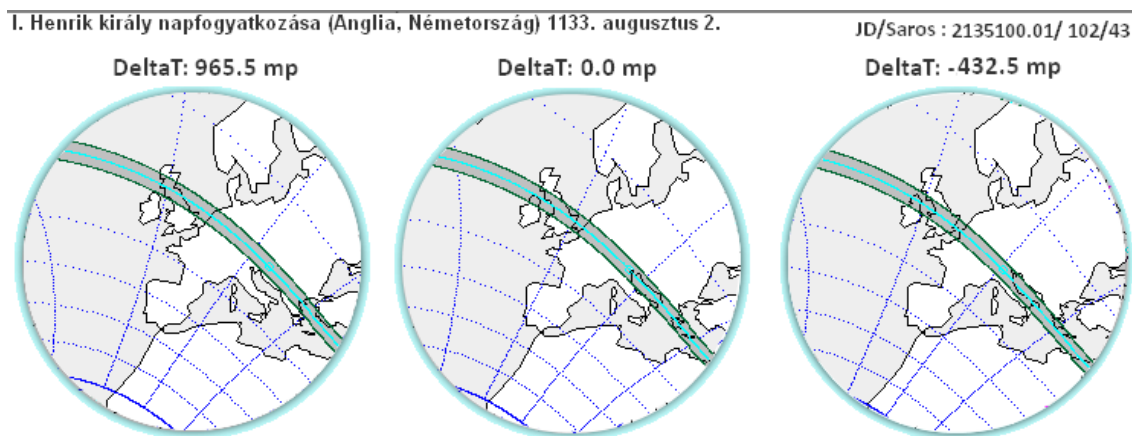 I. Henrik király napfogyatkozása (Anglia, Németország) 1133. augusztus 2.
JD/Saros : 2135100.01/ 102/43
DeltaT: 965.5 mp
DeltaT: 0.0 mp
DeltaT: -432.5 mp